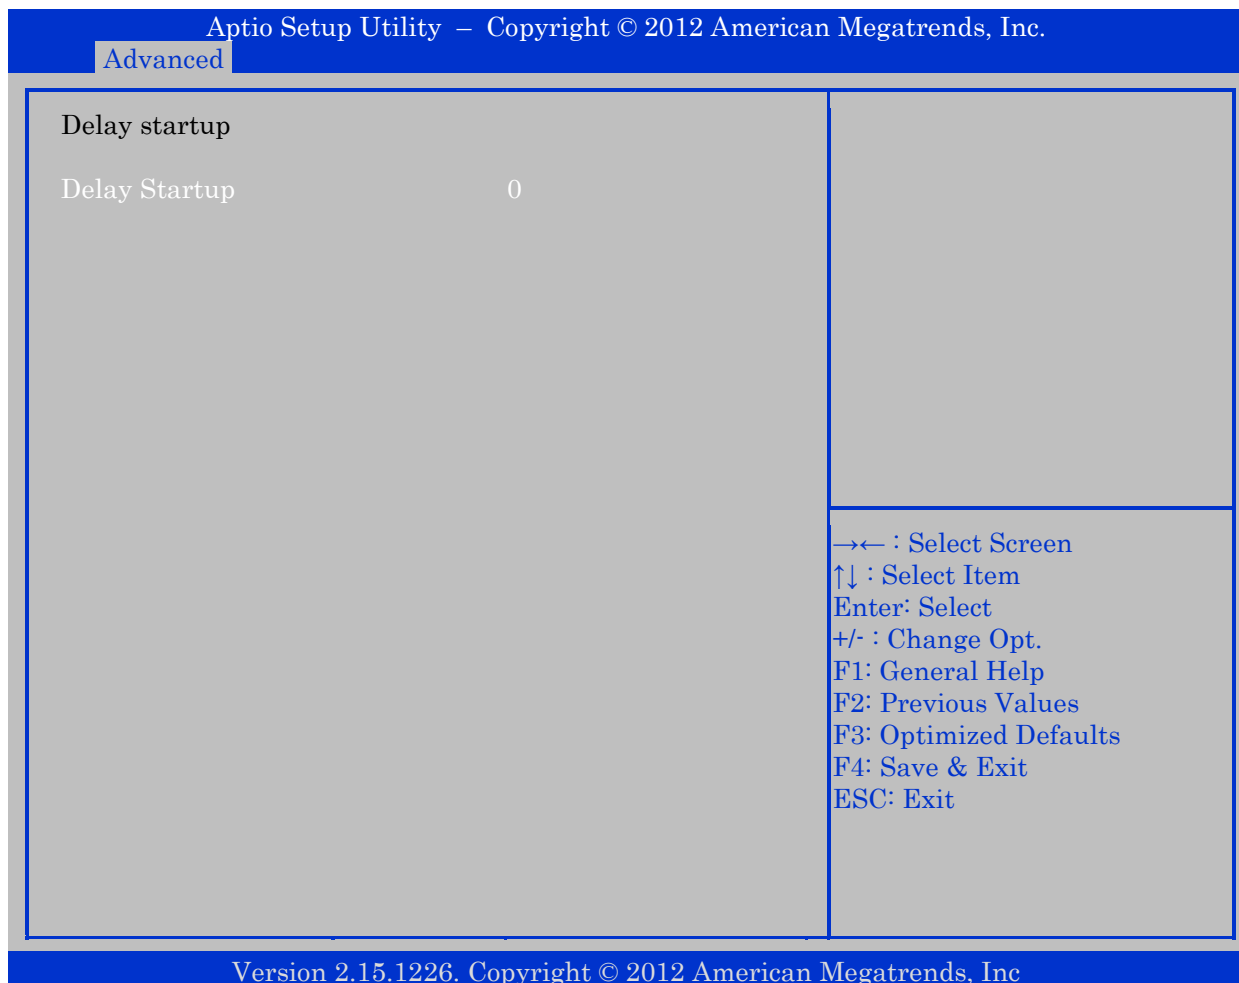 Aptio Setup Utility – Copyright © 2012 American Megatrends, Inc.
Advanced
Delay startup
Delay Startup 0
→← : Select Screen
↑↓ : Select Item
Enter: Select
+/- : Change Opt.
F1: General Help
F2: Previous Values
F3: Optimized Defaults
F4: Save & Exit
ESC: Exit
Version 2.15.1226. Copyright © 2012 American Megatrends, Inc